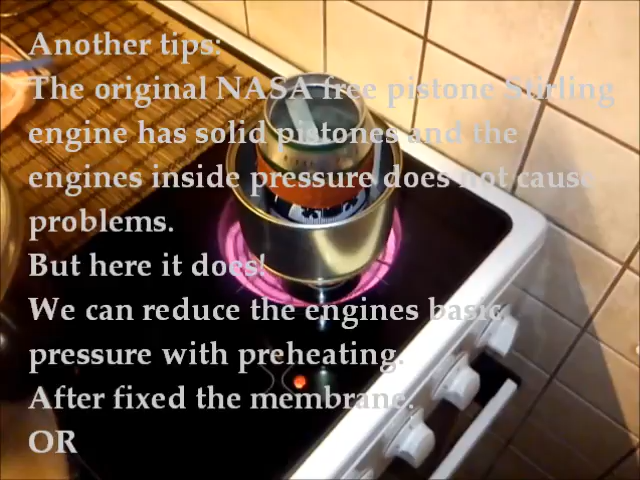 Another tips:
The original NASA free pistone Stirling
engine has solid pistones and the
engines inside pressure does not cause
problems.
But here it does!
We can reduce the engines basic
pressure with preheating.
After fixed the membrane.
OR